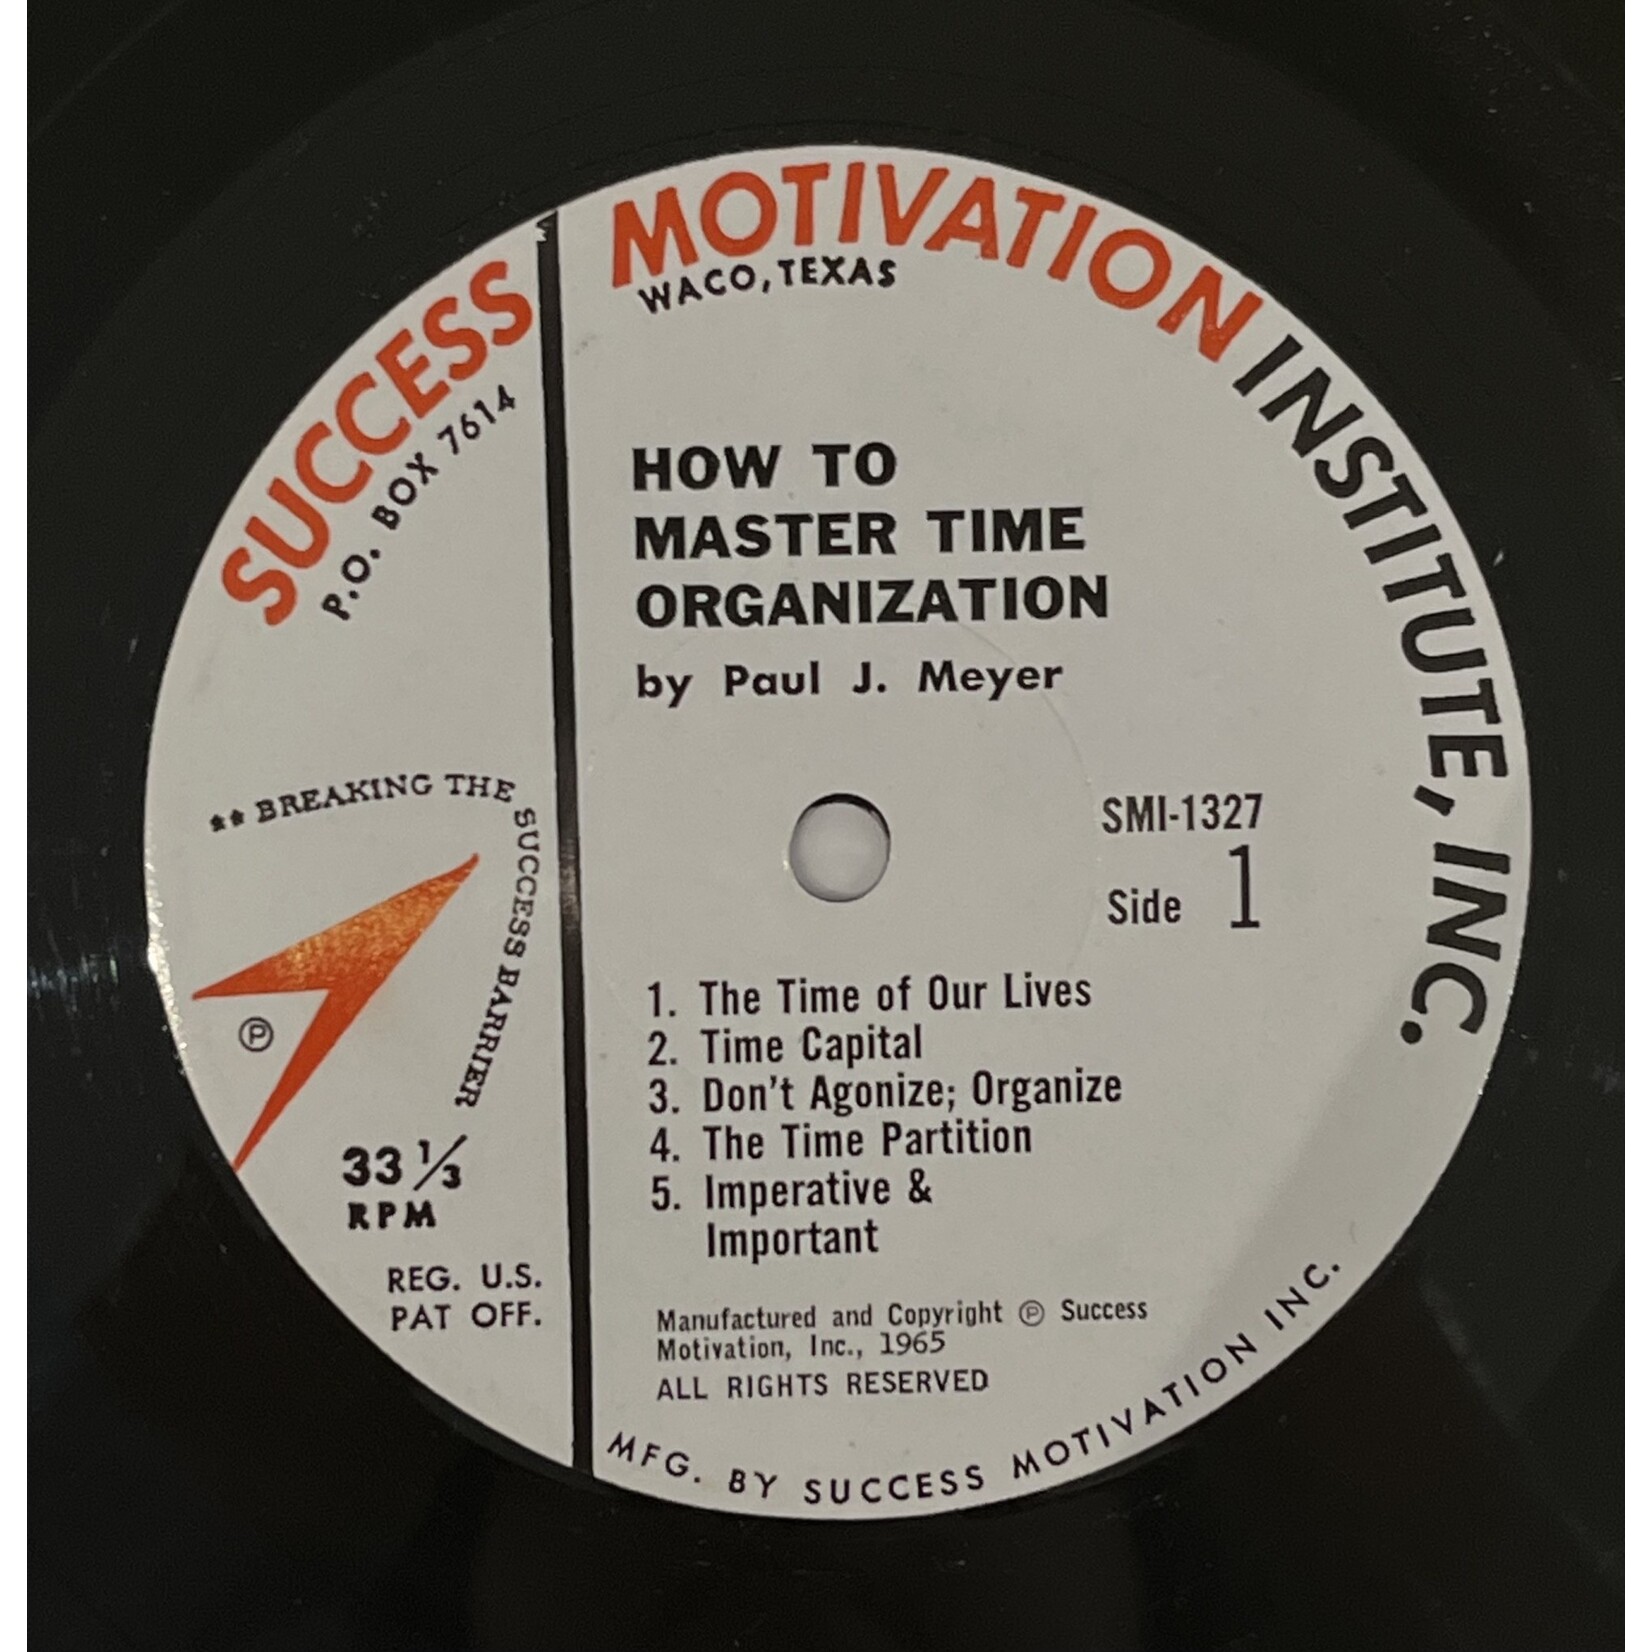 SUCCESS MOTIVATION INSTITUTE, INC.
P.O. BOX 7614 WACO, TEXAS
HOW TO
MASTER TIME
ORGANIZATION
by Paul J. Meyer
** BREAKING THE SUCCESS BARRIER
℗
SMI-1327
Side 1
33 1/3
RPM
REG. U.S.
PAT OFF.
1. The Time of Our Lives
2. Time Capital
3. Don't Agonize; Organize
4. The Time Partition
5. Imperative &
Important
Manufactured and Copyright ℗ Success
Motivation, Inc., 1965
ALL RIGHTS RESERVED
MFG. BY SUCCESS MOTIVATION INC.